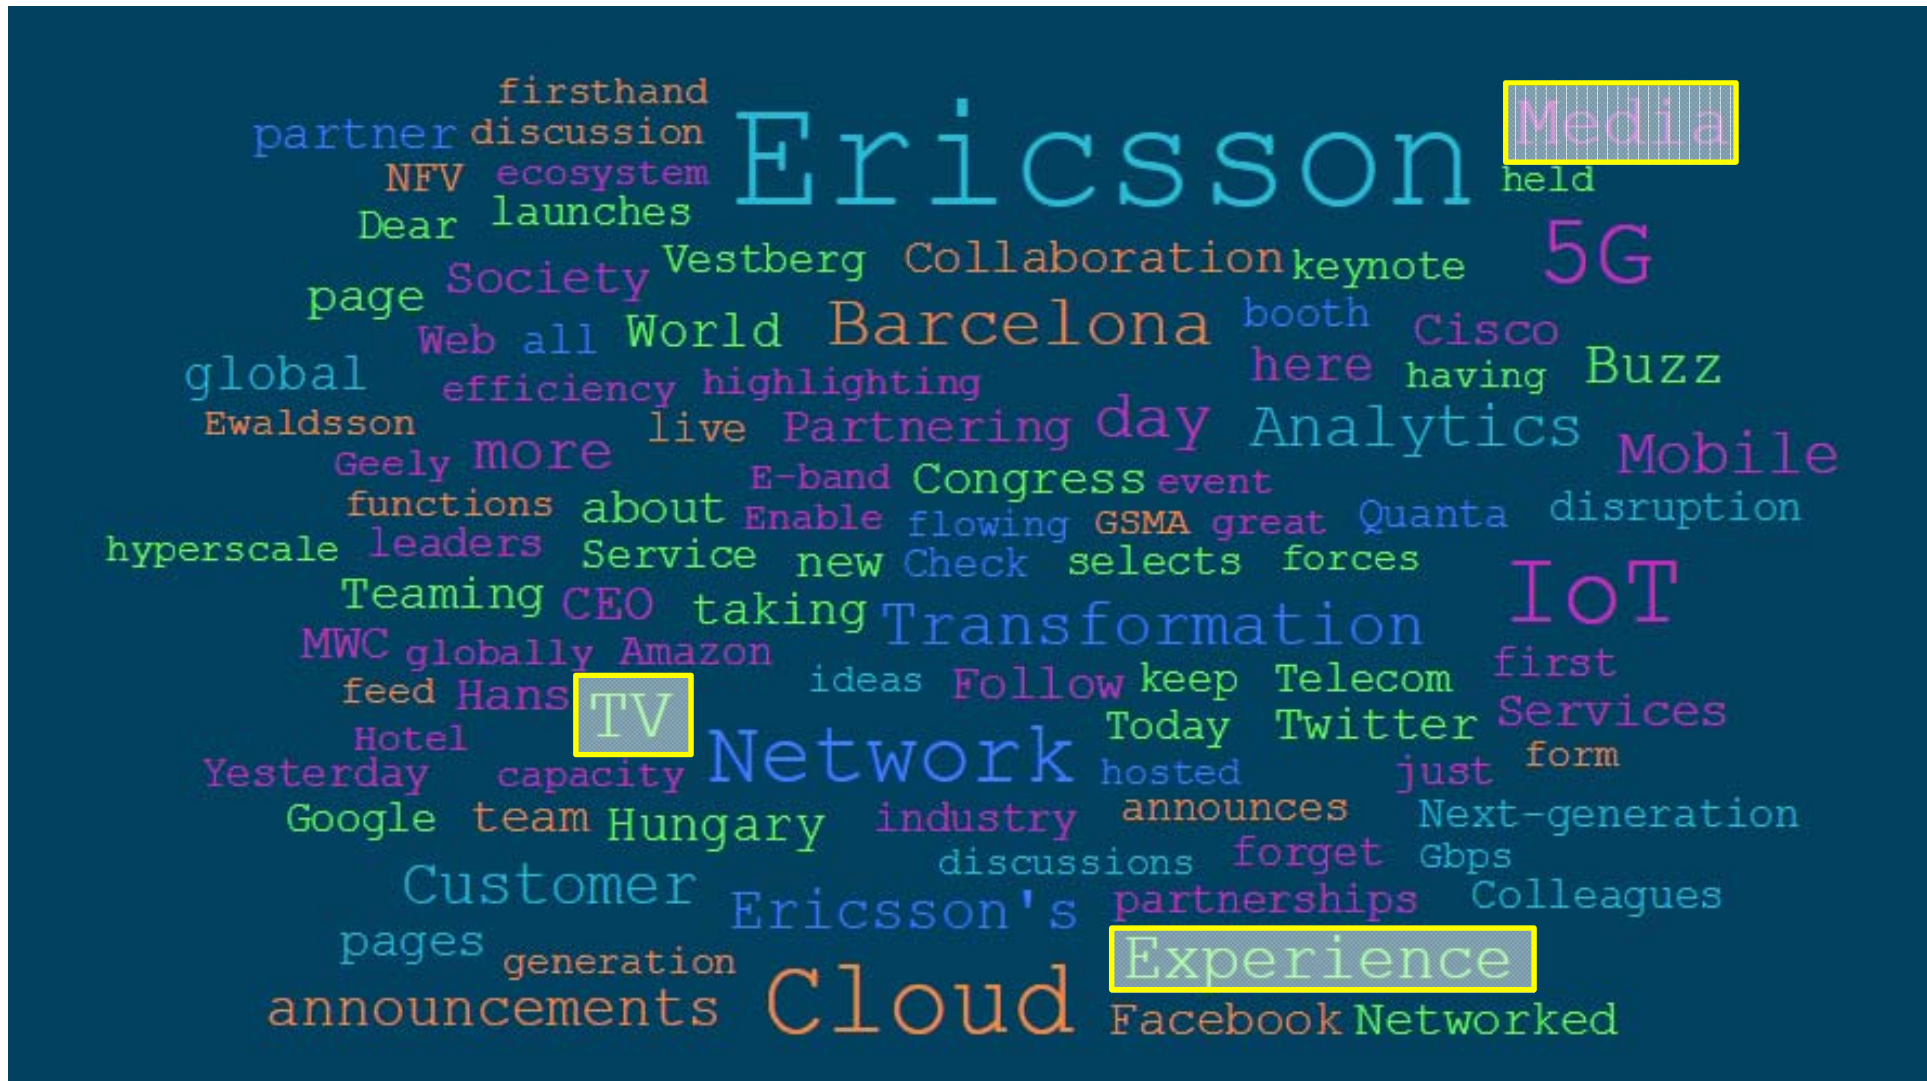 firsthand
partner discussion Ericsson Media
NFV ecosystem held
Dear launches
Society Vestberg Collaboration keynote 5G
page Web all World Barcelona booth Cisco
global efficiency highlighting here having Buzz
Ewaldsson live Partnering day Analytics
Geely more E-band Congress event Mobile
functions about Enable flowing GSMA great Quanta disruption
hyperscale leaders Service new Check selects forces
Teaming CEO taking Transformation IoT
MWC globally Amazon first
feed Hans TV ideas Follow keep Telecom
Hotel Today Twitter Services
Yesterday capacity Network hosted just form
Google team Hungary industry announces Next-generation
discussions forget Gbps
Customer Ericsson's partnerships Colleagues
pages generation Experience
announcements Cloud Facebook Networked